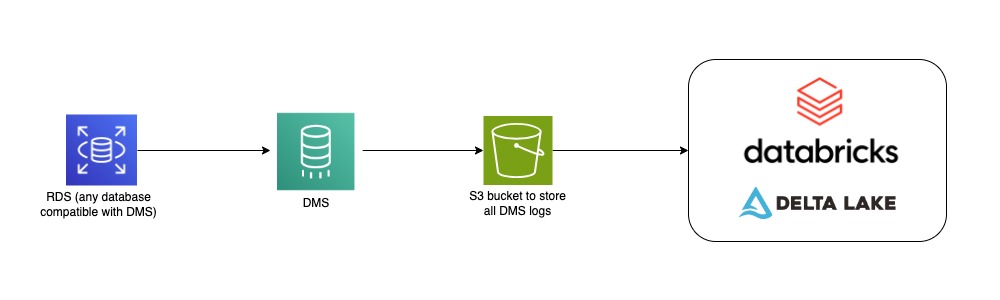 RDS (any database
compatible with DMS)
DMS
S3 bucket to store
all DMS logs
databricks
DELTA LAKE